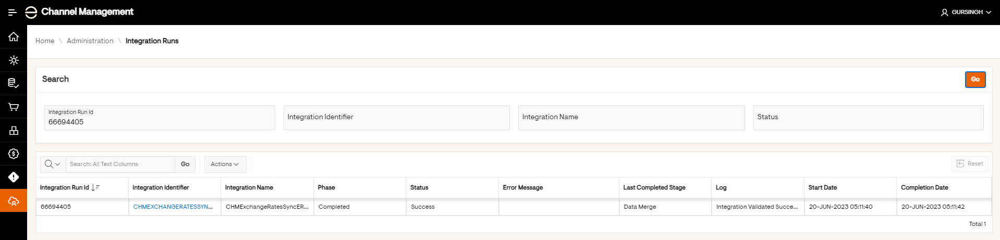 Channel Management
GURSINGH
Home \ Administration \ Integration Runs
Search
Go
Integration Run Id
66694405
Integration Identifier
Integration Name
Status
Search: All Text Columns
Go
Actions
Reset
Integration Run Id Integration Identifier Integration Name Phase Status Error Message Last Completed Stage Log Start Date Completion Date
66694405 CHMEXCHANGERATESSYN... CHMExchangeRatesSyncER... Completed Success Data Merge Integration Validated Succe... 20-JUN-2023 05:11:40 20-JUN-2023 05:11:42
Total 1